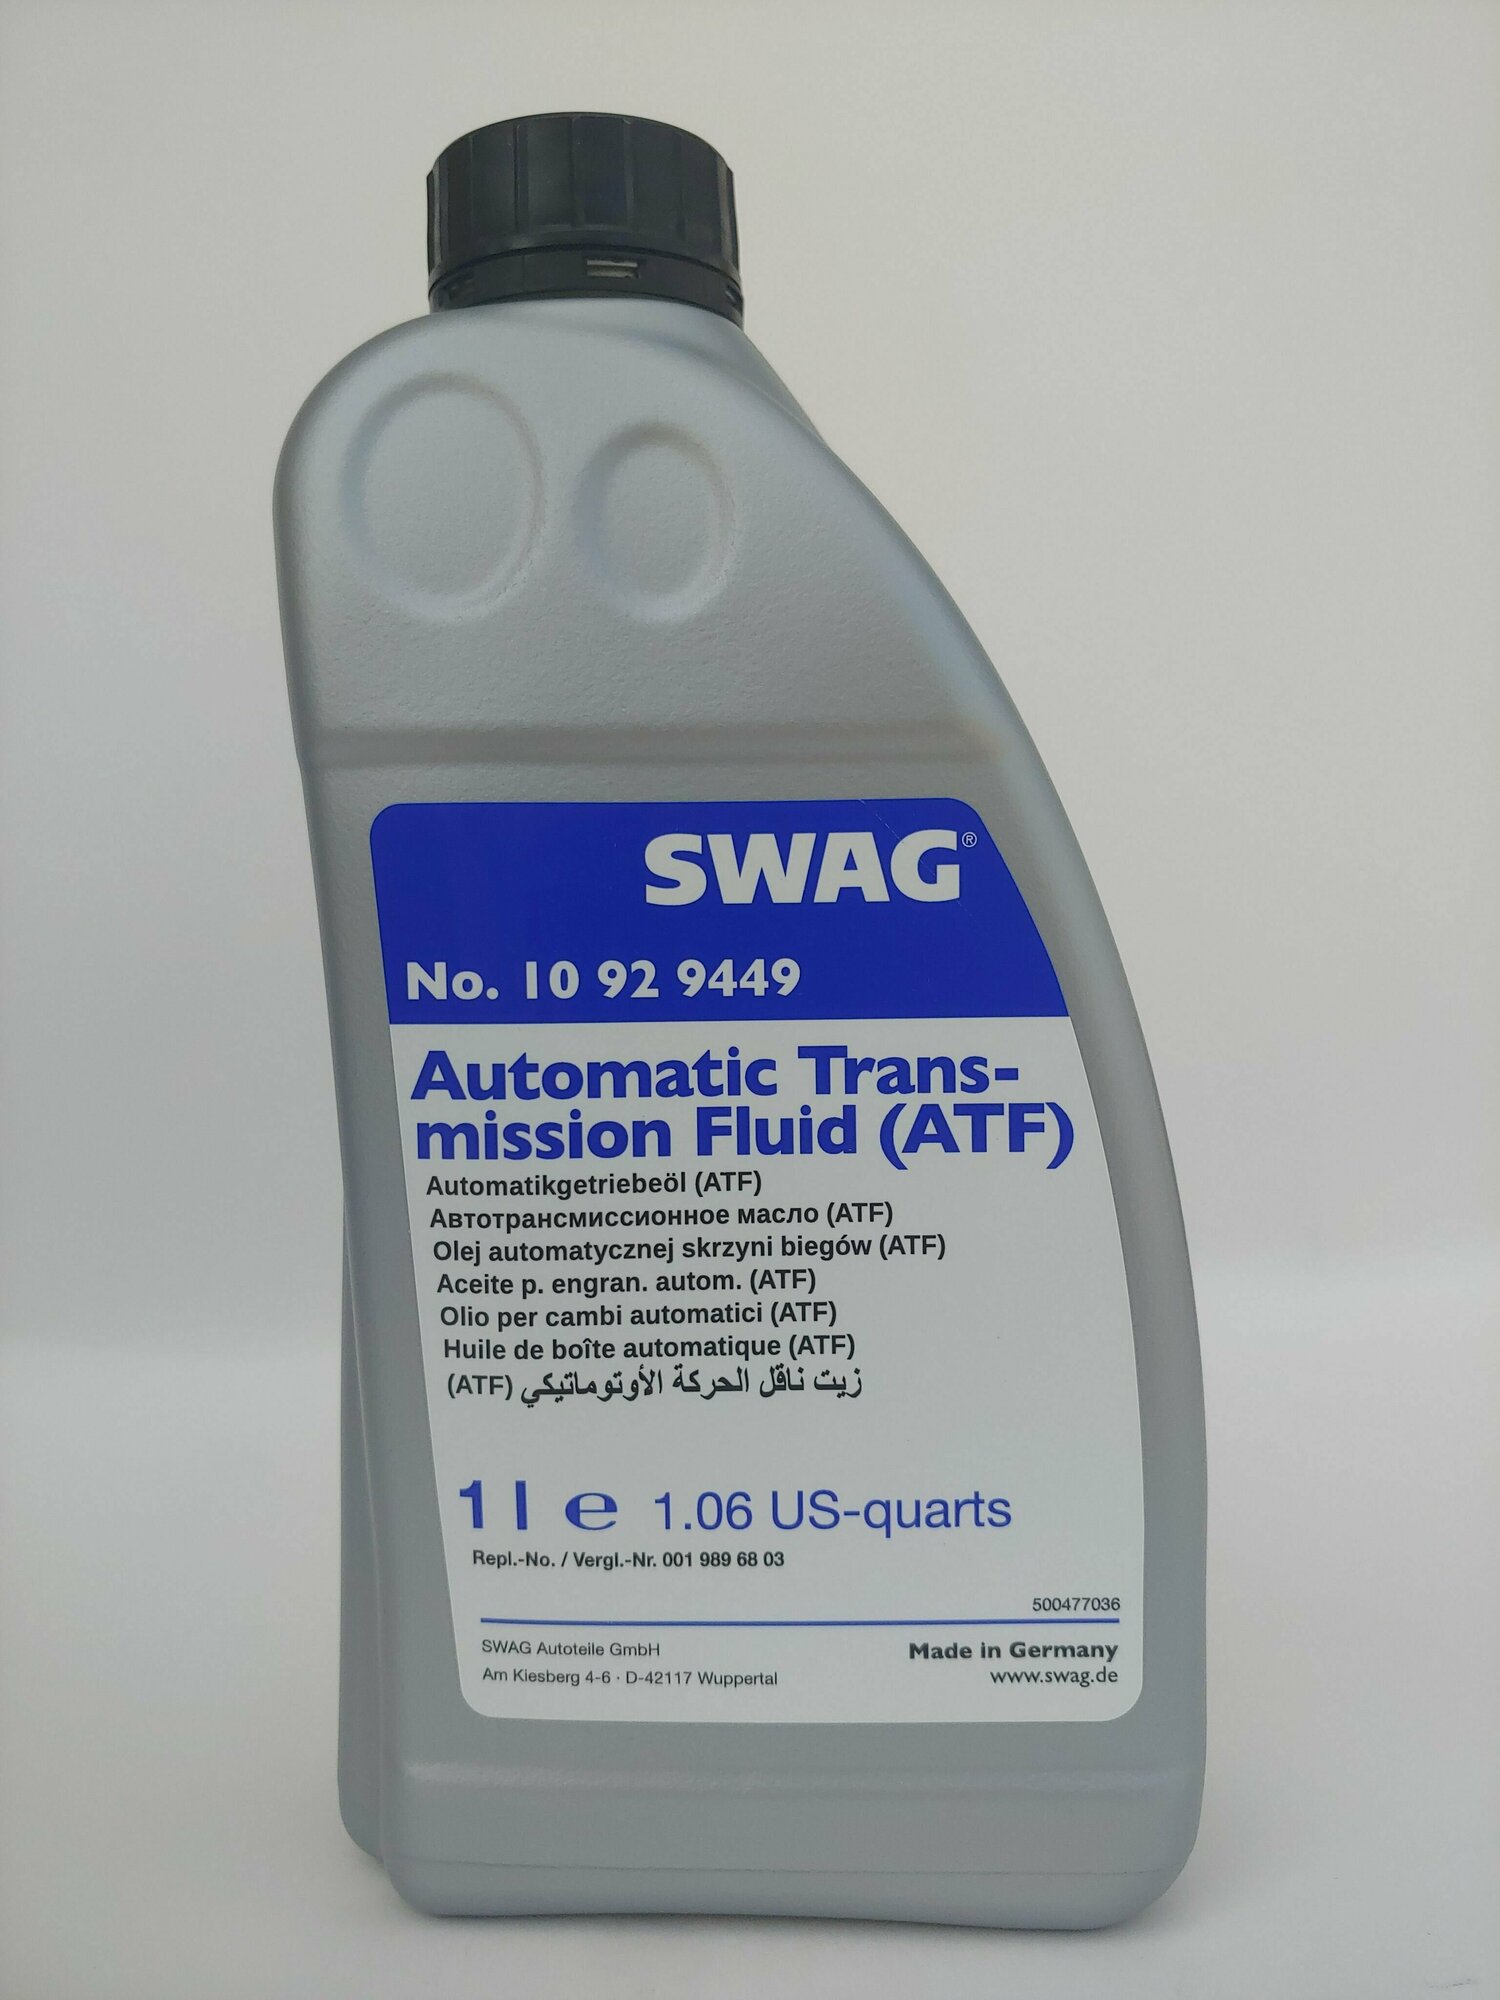 SWAG®
No. 10 92 9449
Automatic Trans-
mission Fluid (ATF)
Automatikgetriebeöl (ATF)
Автотрансмиссионное масло (ATF)
Olej automatycznej skrzyni biegów (ATF)
Aceite p. engran. autom. (ATF)
Olio per cambi automatici (ATF)
Huile de boîte automatique (ATF)
زيت ناقل الحركة الأوتوماتيكي (ATF)
1 l ℮ 1.06 US-quarts
Repl.-No. / Vergl.-Nr. 001 989 68 03
500477036
SWAG Autoteile GmbH
Am Kiesberg 4-6 · D-42117 Wuppertal
Made in Germany
www.swag.de